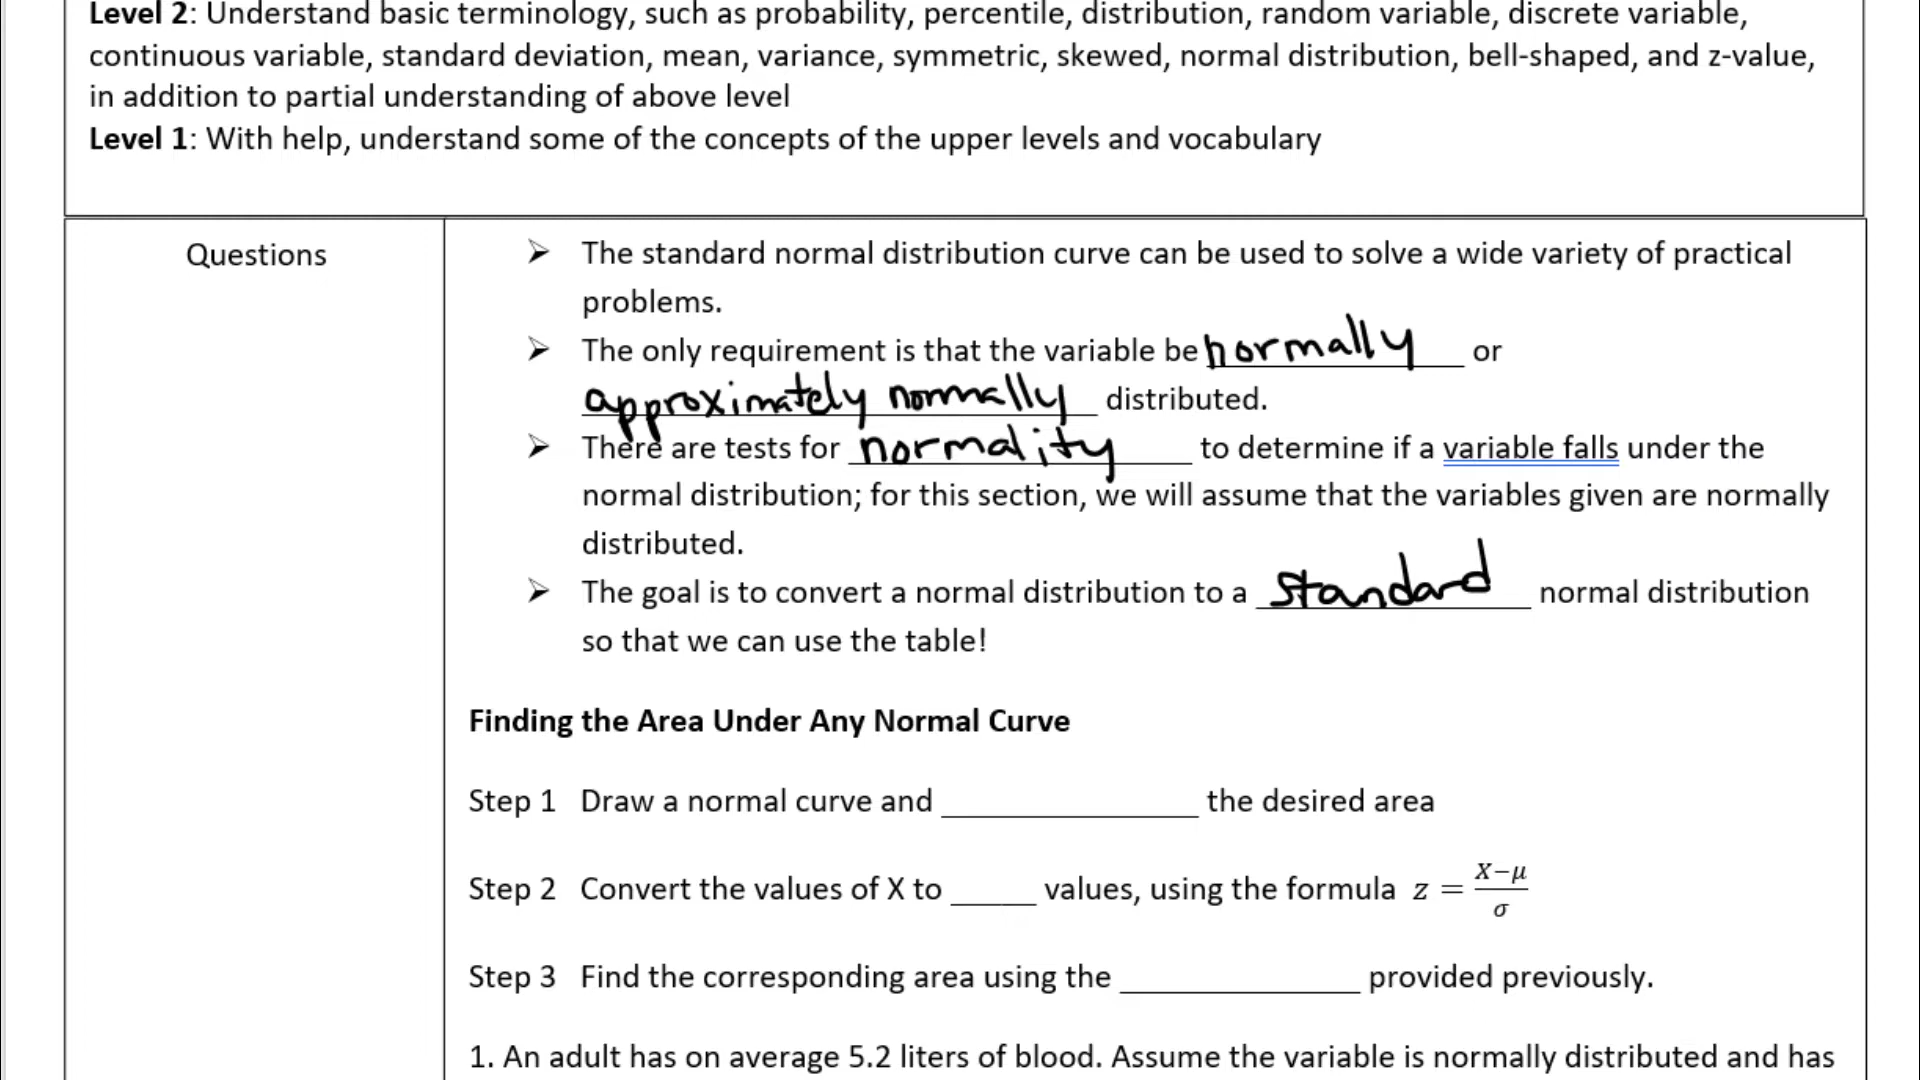 Level 2: Understand basic terminology, such as probability, percentile, distribution, random variable, discrete variable,
continuous variable, standard deviation, mean, variance, symmetric, skewed, normal distribution, bell-shaped, and z-value,
in addition to partial understanding of above level
Level 1: With help, understand some of the concepts of the upper levels and vocabulary
Questions
➢ The standard normal distribution curve can be used to solve a wide variety of practical
problems.
➢ The only requirement is that the variable be normally or
approximately normally distributed.
➢ There are tests for normality to determine if a variable falls under the
normal distribution; for this section, we will assume that the variables given are normally
distributed.
➢ The goal is to convert a normal distribution to a standard normal distribution
so that we can use the table!
Finding the Area Under Any Normal Curve
Step 1 Draw a normal curve and ______________ the desired area
Step 2 Convert the values of X to _____ values, using the formula z = (X−μ)/σ
Step 3 Find the corresponding area using the ______________ provided previously.
1. An adult has on average 5.2 liters of blood. Assume the variable is normally distributed and has